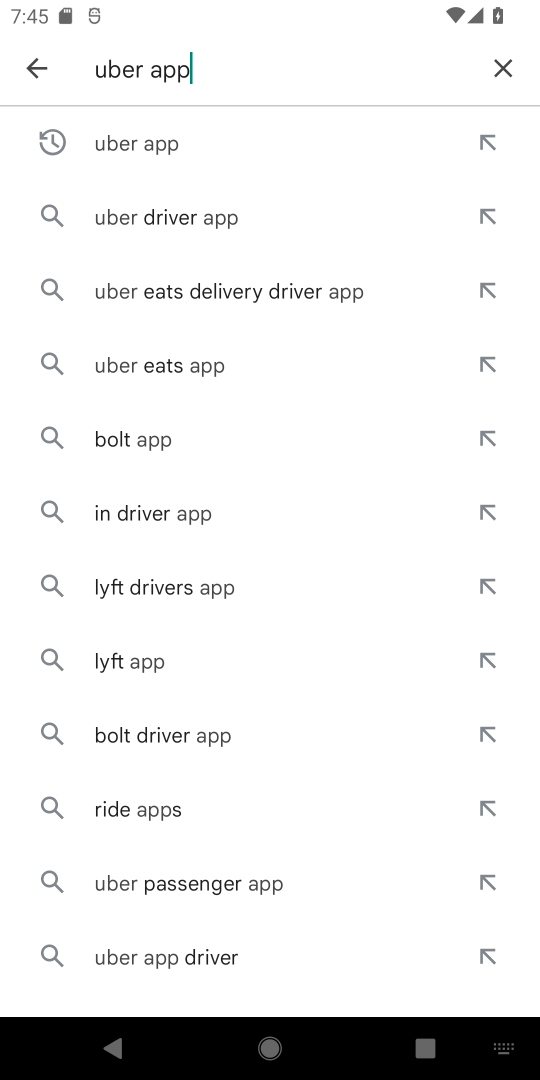 7:45
uber app
uber app
uber driver app
uber eats delivery driver app
uber eats app
bolt app
in driver app
lyft drivers app
lyft app
bolt driver app
ride apps
uber passenger app
uber app driver